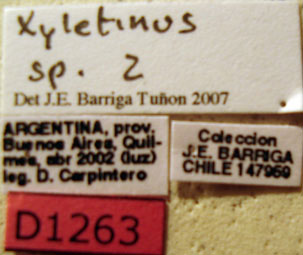 Xyletinus
sp. 2
Det J.E. Barriga Tuñon 2007
ARGENTINA, prov.
Buenos Aires, Quil-
mes, abr 2002 (luz)
leg. D. Carpintero
Coleccion
J.E. BARRIGA
CHILE 147969
D1263